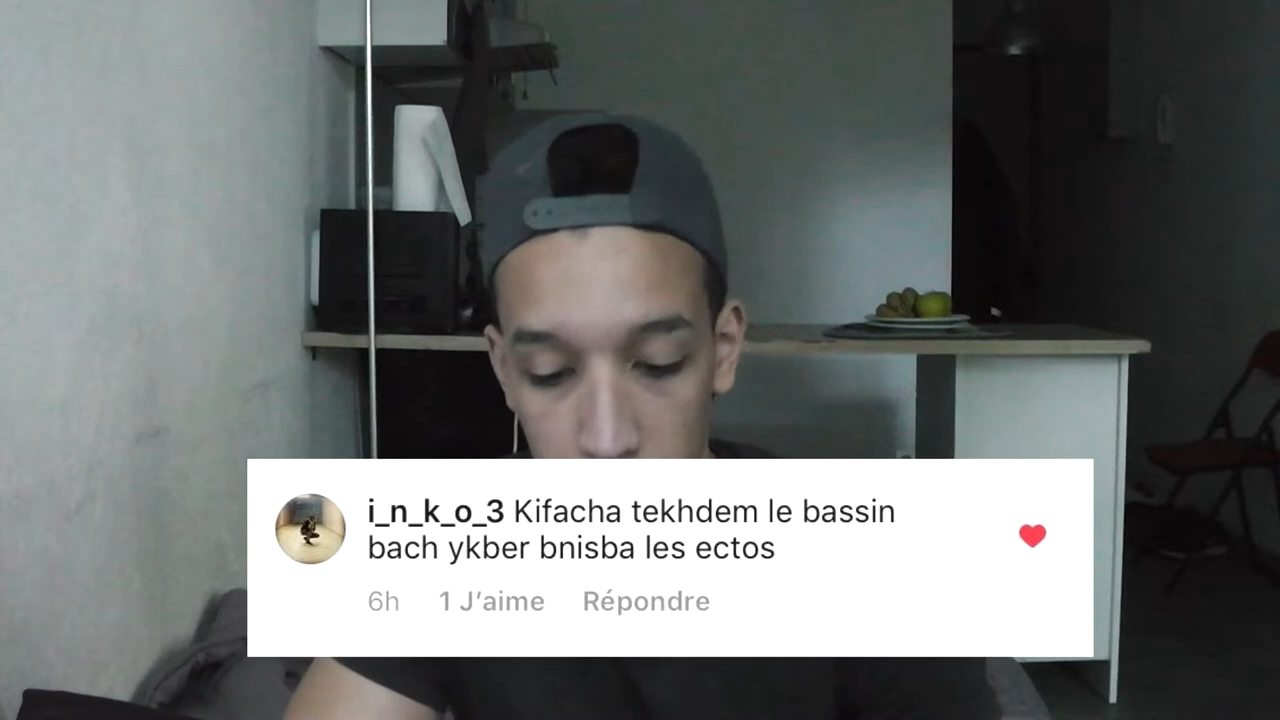 i_n_k_o_3 Kifacha tekhdem le bassin
bach ykber bnisba les ectos
6h 1 J’aime Répondre